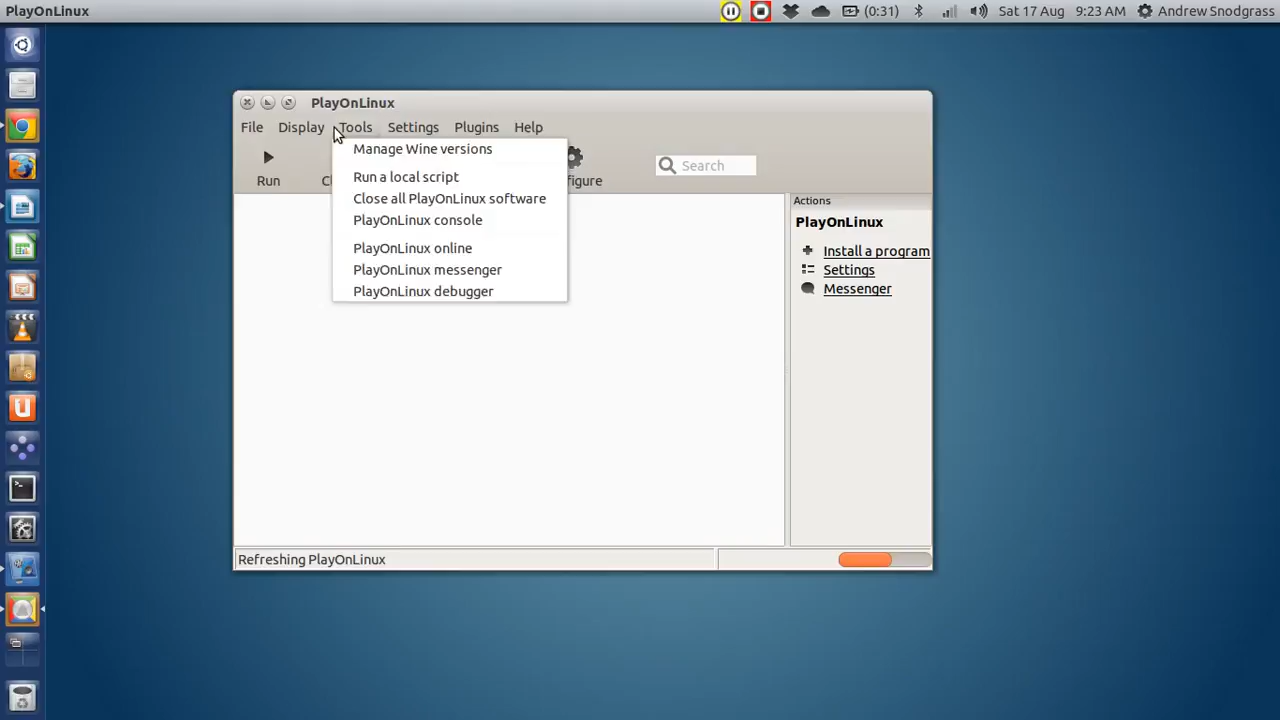 PlayOnLinux
(0:31)
Sat 17 Aug
9:23 AM
Andrew Snodgrass
PlayOnLinux
File Display Tools Settings Plugins Help
Manage Wine versions
Run a local script
Close all PlayOnLinux software
PlayOnLinux console
PlayOnLinux online
PlayOnLinux messenger
PlayOnLinux debugger
Run
Cl
figure
Search
Actions
PlayOnLinux
Install a program
Settings
Messenger
Refreshing PlayOnLinux